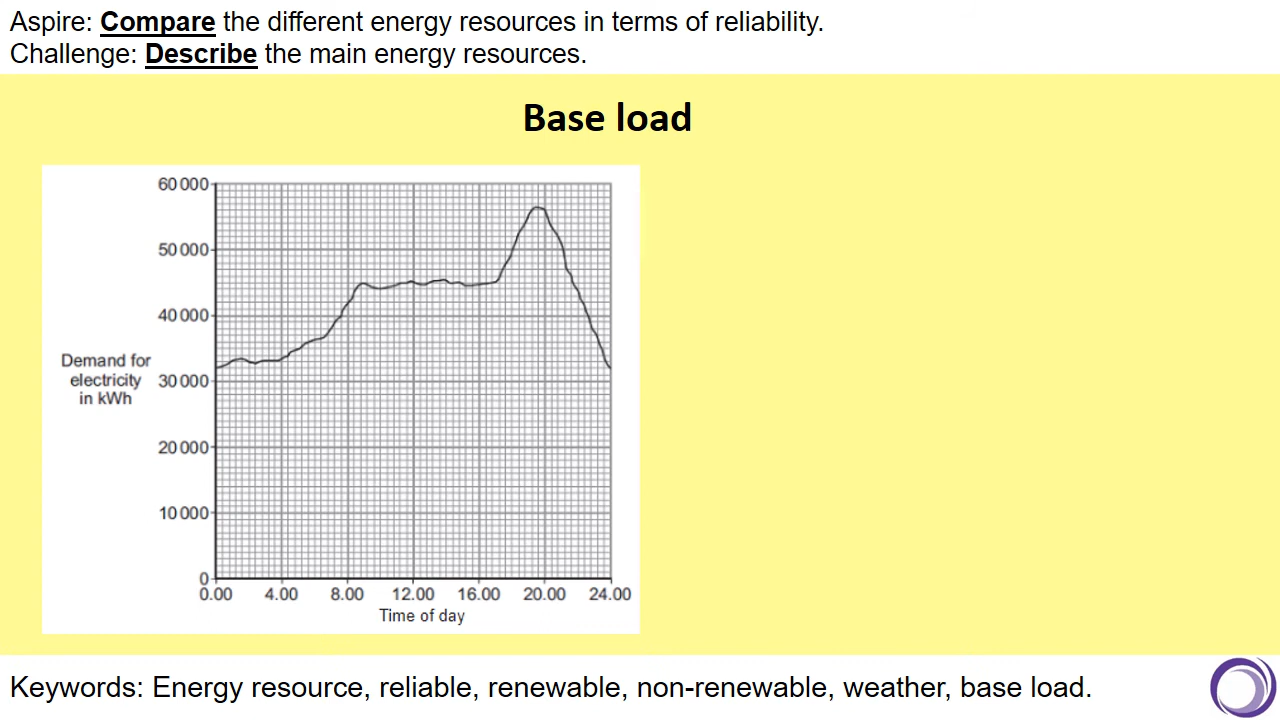 Aspire: Compare the different energy resources in terms of reliability.
Challenge: Describe the main energy resources.
Base load
60 000
50 000
40 000
Demand for
electricity
in kWh
30 000
20 000
10 000
0
0.00 4.00 8.00 12.00 16.00 20.00 24.00
Time of day
Keywords: Energy resource, reliable, renewable, non-renewable, weather, base load.